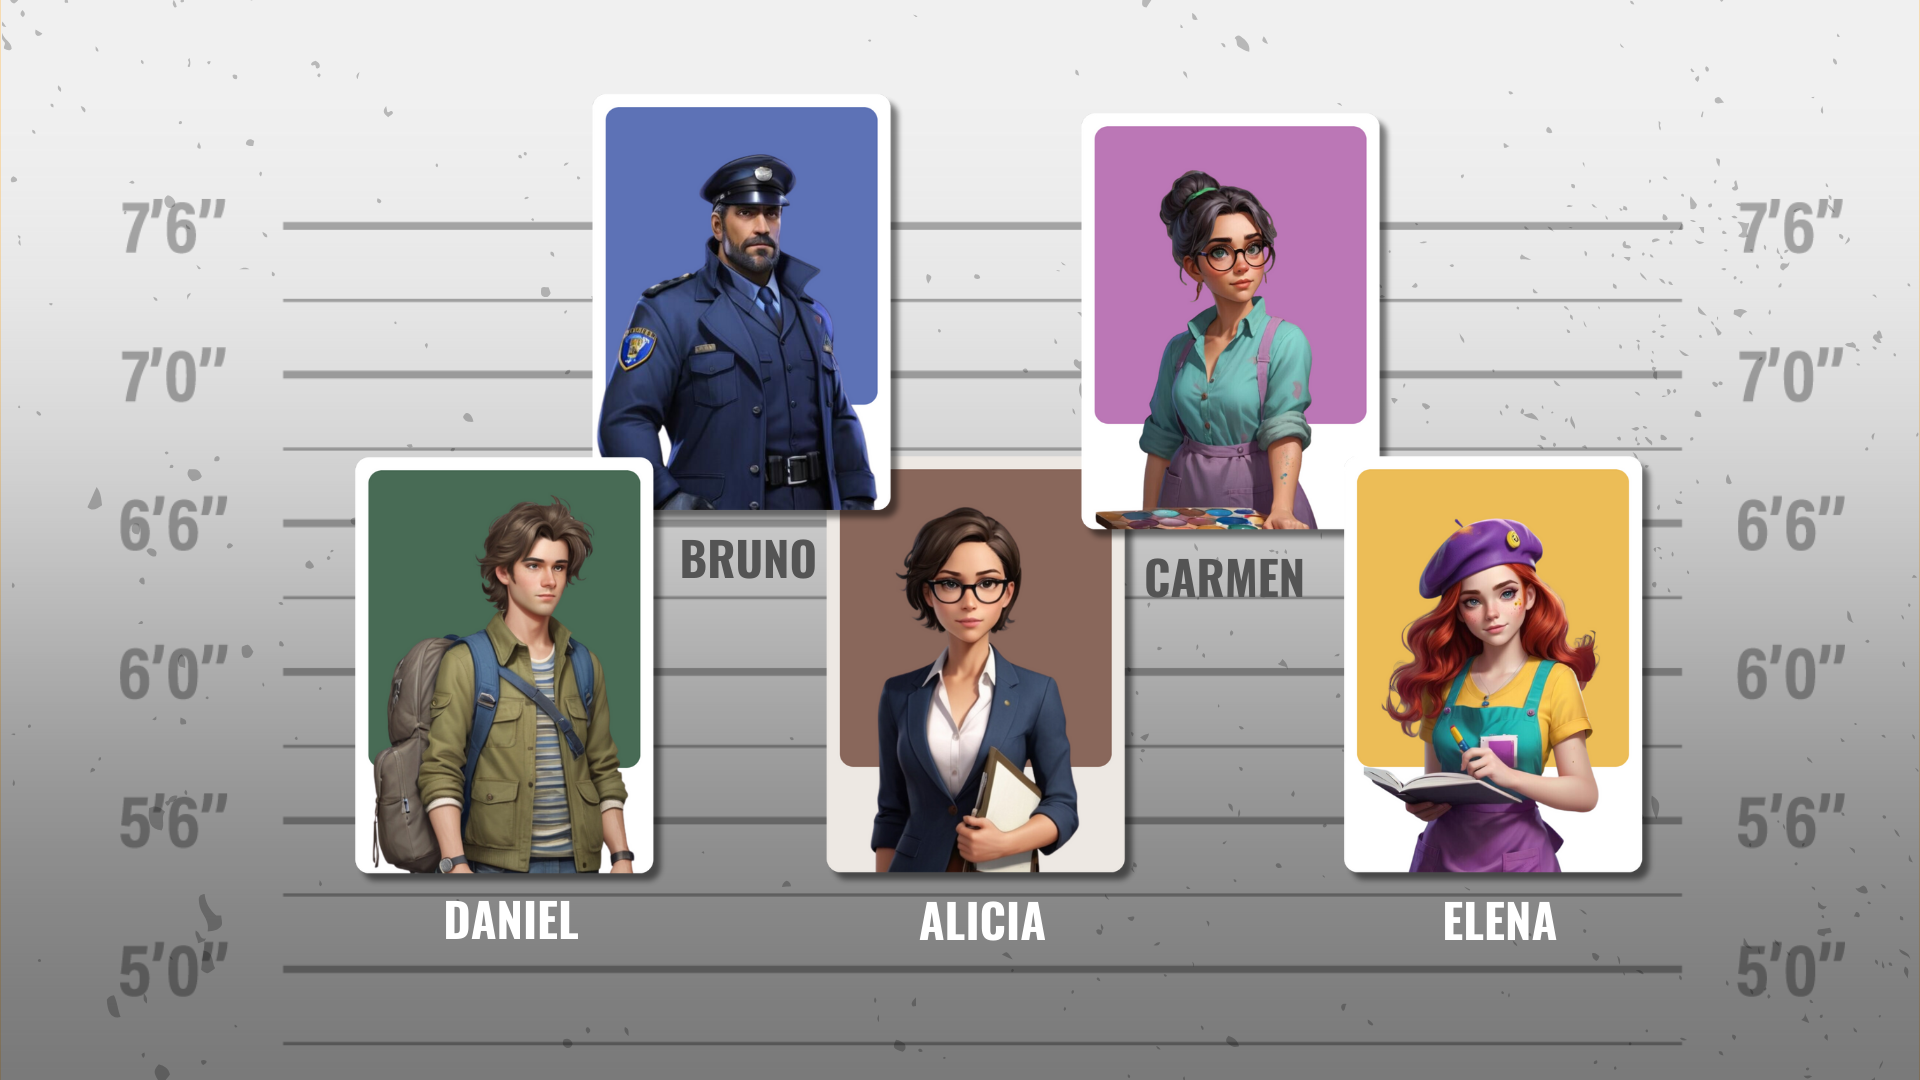 7'6" 7'6"
7'0" 7'0"
6'6" 6'6"
BRUNO
CARMEN
6'0" 6'0"
5'6" 5'6"
DANIEL
ALICIA
ELENA
5'0" 5'0"